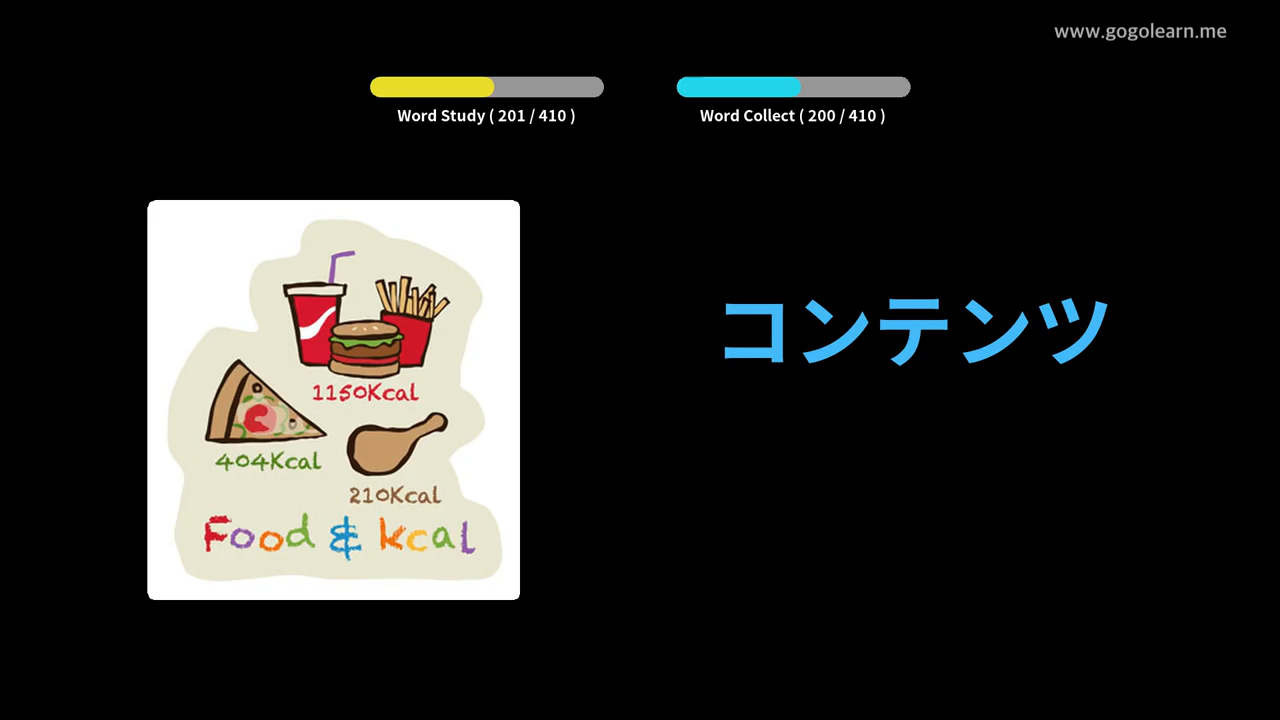 www.gogolearn.me
Word Study ( 201 / 410 )
Word Collect ( 200 / 410 )
1150Kcal
404Kcal
210Kcal
Food & kcal
コンテンツ